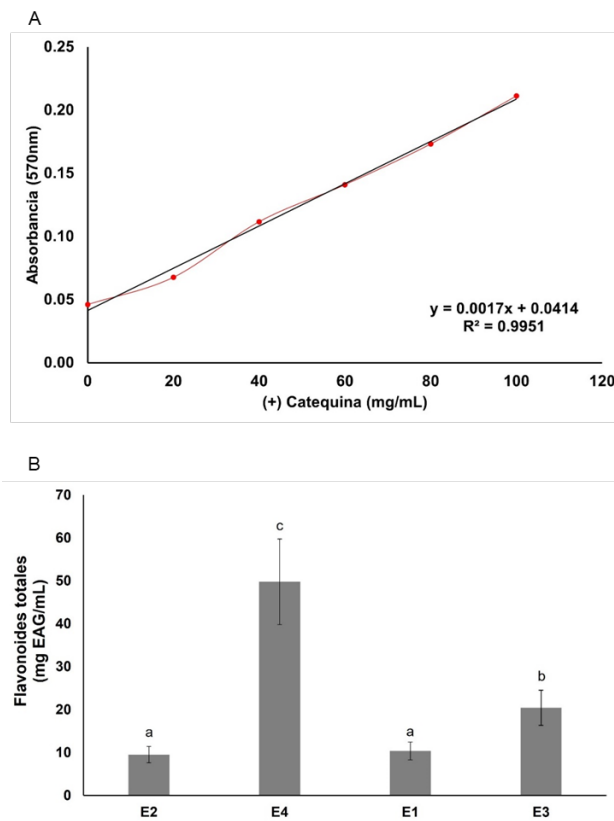 A
0.25
0.20
0.15
0.10
0.05
0.00
Absorbancia (570nm)
y = 0.0017x + 0.0414
R² = 0.9951
0 20 40 60 80 100 120
(+) Catequina (mg/mL)
B
70
60
50
40
30
20
10
0
Flavonoides totales
(mg EAG/mL)
a c a b
E2 E4 E1 E3